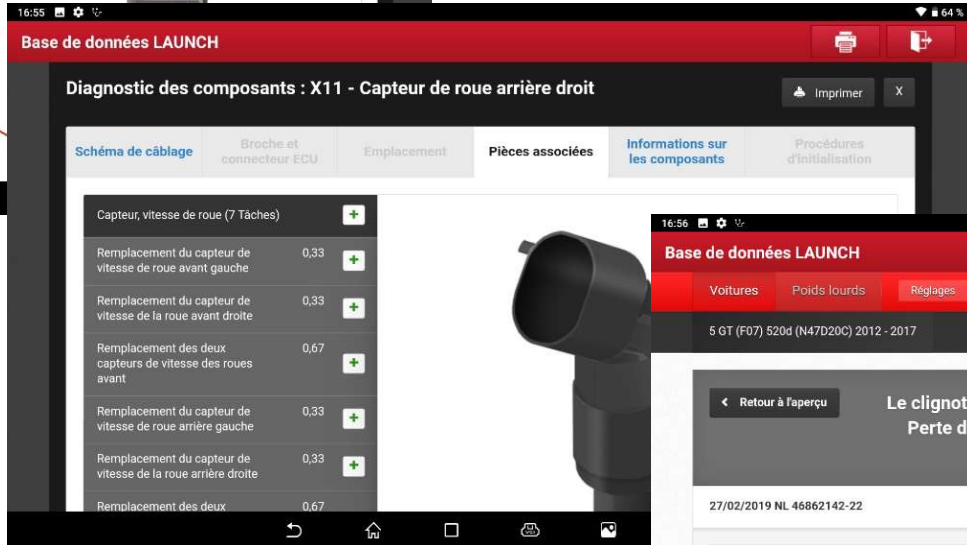 16:55
64 %
Base de données LAUNCH
Diagnostic des composants : X11 - Capteur de roue arrière droit
Imprimer
X
Schéma de câblage
Broche et
connecteur ECU
Emplacement
Pièces associées
Informations sur
les composants
Procédures
d'initialisation
Capteur, vitesse de roue (7 Tâches)
+
Remplacement du capteur de
vitesse de roue avant gauche
0,33
+
Remplacement du capteur de
vitesse de la roue avant droite
0,33
+
Remplacement des deux
capteurs de vitesse des roues
avant
0,67
+
Remplacement du capteur de
vitesse de roue arrière gauche
0,33
+
Remplacement du capteur de
vitesse de la roue arrière droite
0,33
+
Remplacement des deux
0,67
16:56
Base de données LAUNCH
Voitures
Poids lourds
Réglages
5 GT (F07) 520d (N47D20C) 2012 - 2017
Retour à l'aperçu
Le clignot
Perte d
27/02/2019 NL 46862142-22